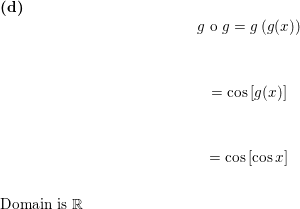 (d)
g o g = g (g(x))
= cos [g(x)]
= cos [cos x]
Domain is ℝ